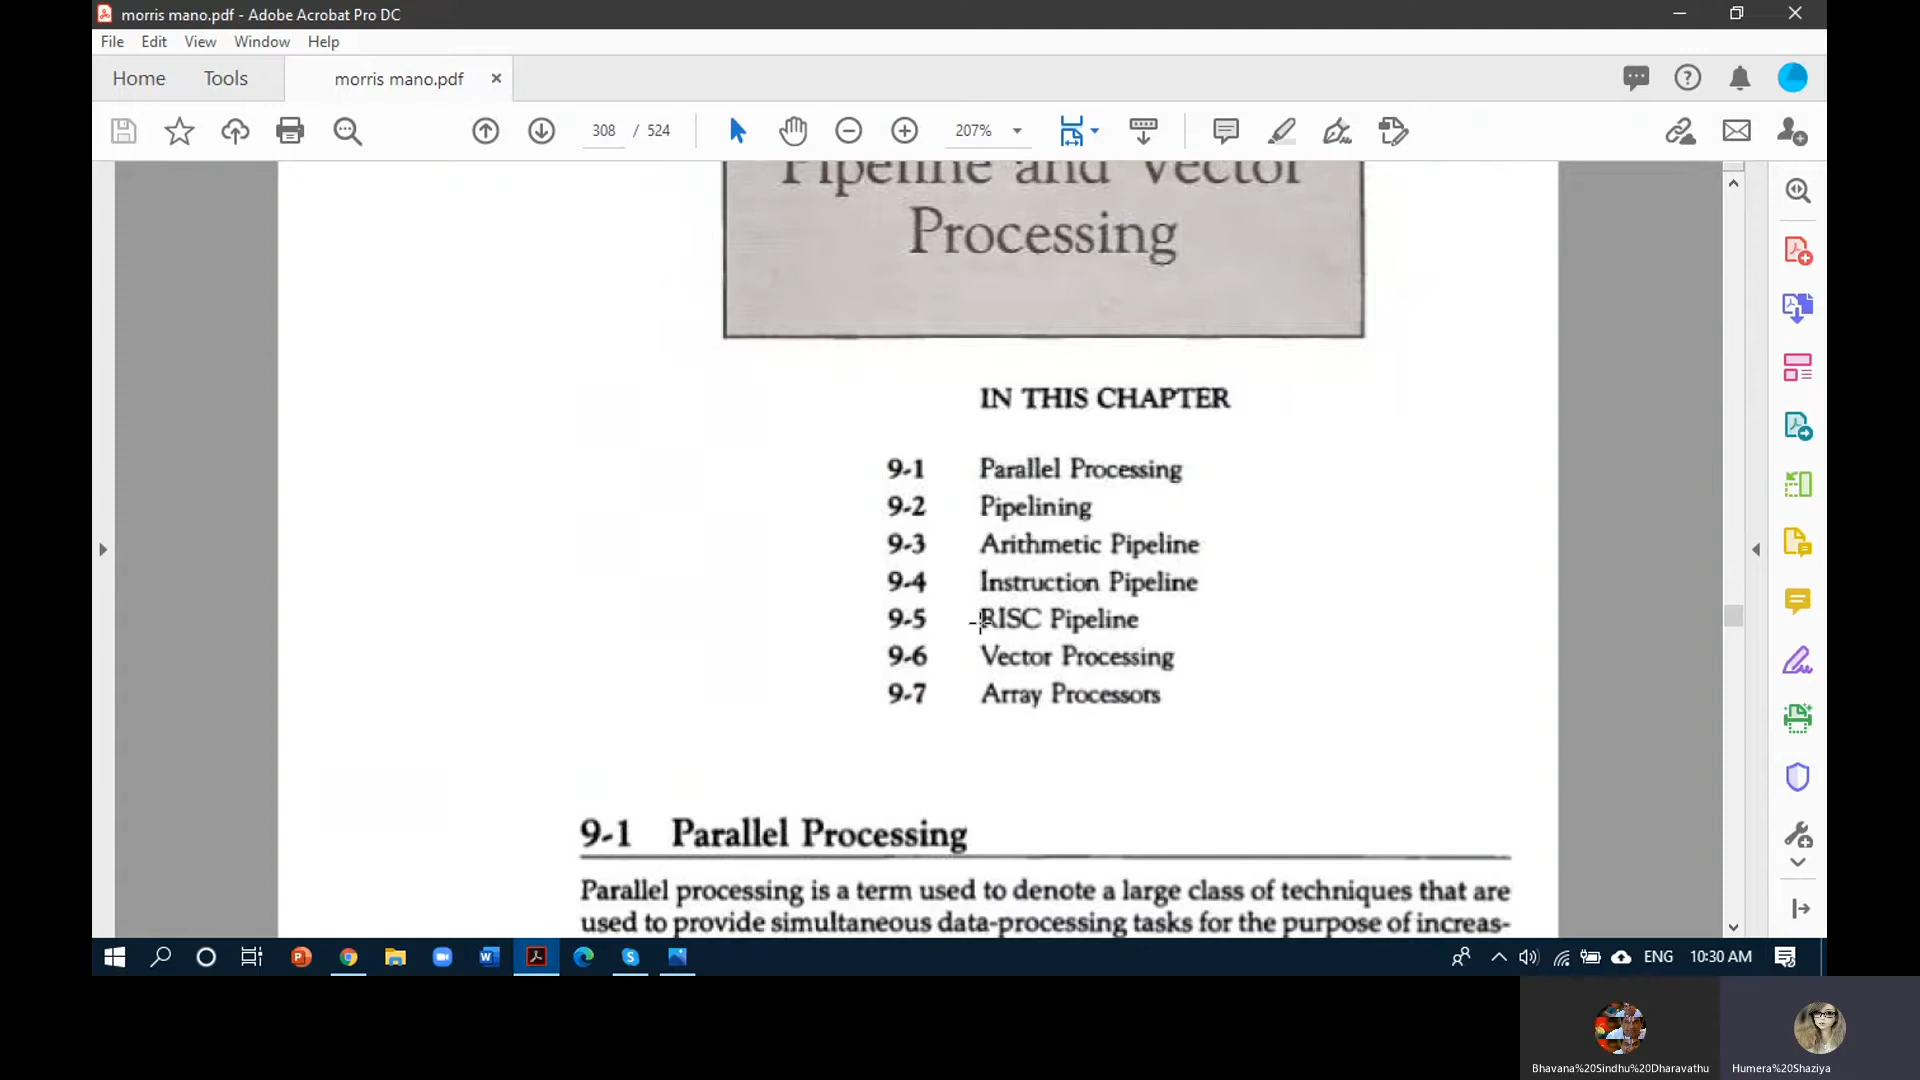 morris mano.pdf - Adobe Acrobat Pro DC
File Edit View Window Help
Home Tools morris mano.pdf
308 / 524 207%
Pipeline and Vector
Processing
IN THIS CHAPTER
9-1 Parallel Processing
9-2 Pipelining
9-3 Arithmetic Pipeline
9-4 Instruction Pipeline
9-5 RISC Pipeline
9-6 Vector Processing
9-7 Array Processors
9-1 Parallel Processing
Parallel processing is a term used to denote a large class of techniques that are
used to provide simultaneous data-processing tasks for the purpose of increas-
ENG 10:30 AM
Bhavana%20Sindhu%20Dharavathu Humera%20Shaziya